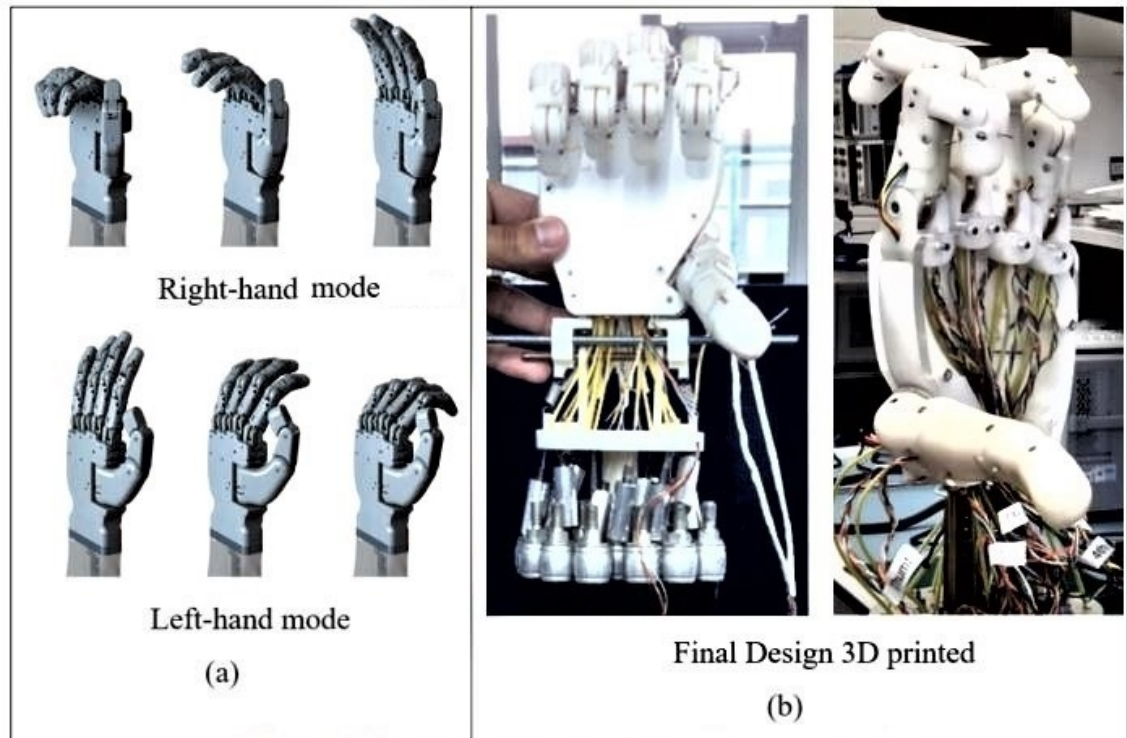 Right-hand mode
Left-hand mode
(a)
Final Design 3D printed
(b)